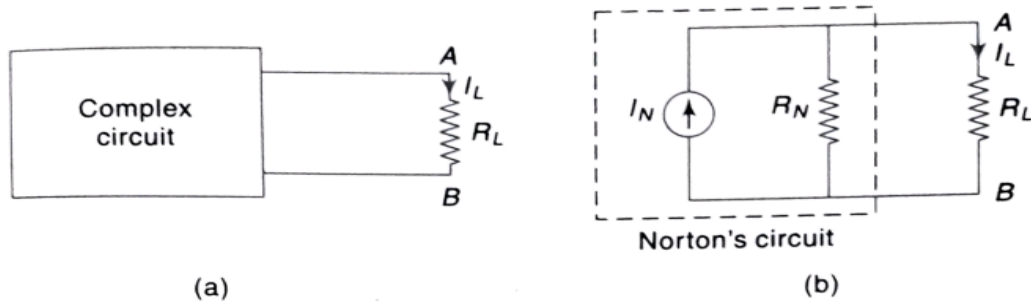 Complex
circuit
A
I_L
R_L
B
(a)
I_N
R_N
A
I_L
R_L
B
Norton's circuit
(b)